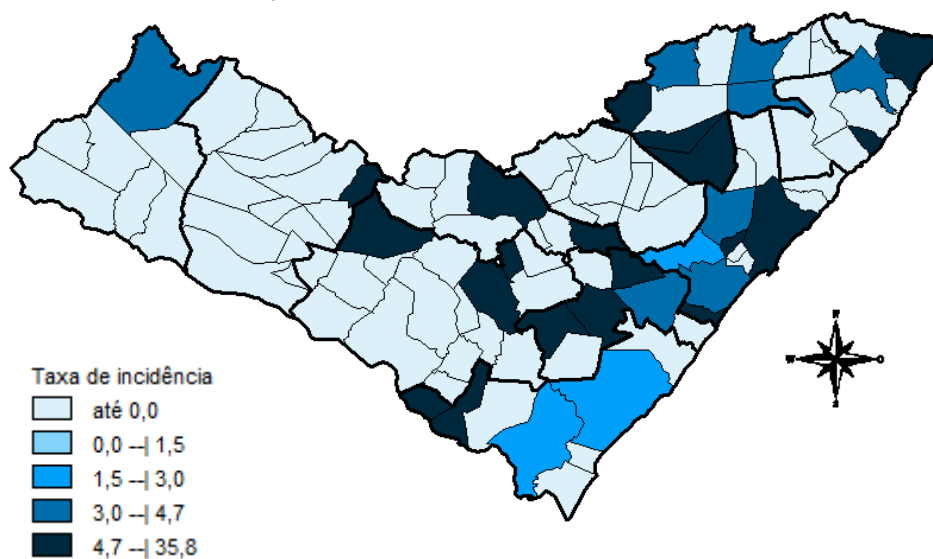 N
W
O
S
Taxa de incidência
até 0,0
0,0 --| 1,5
1,5 --| 3,0
3,0 --| 4,7
4,7 --| 35,8